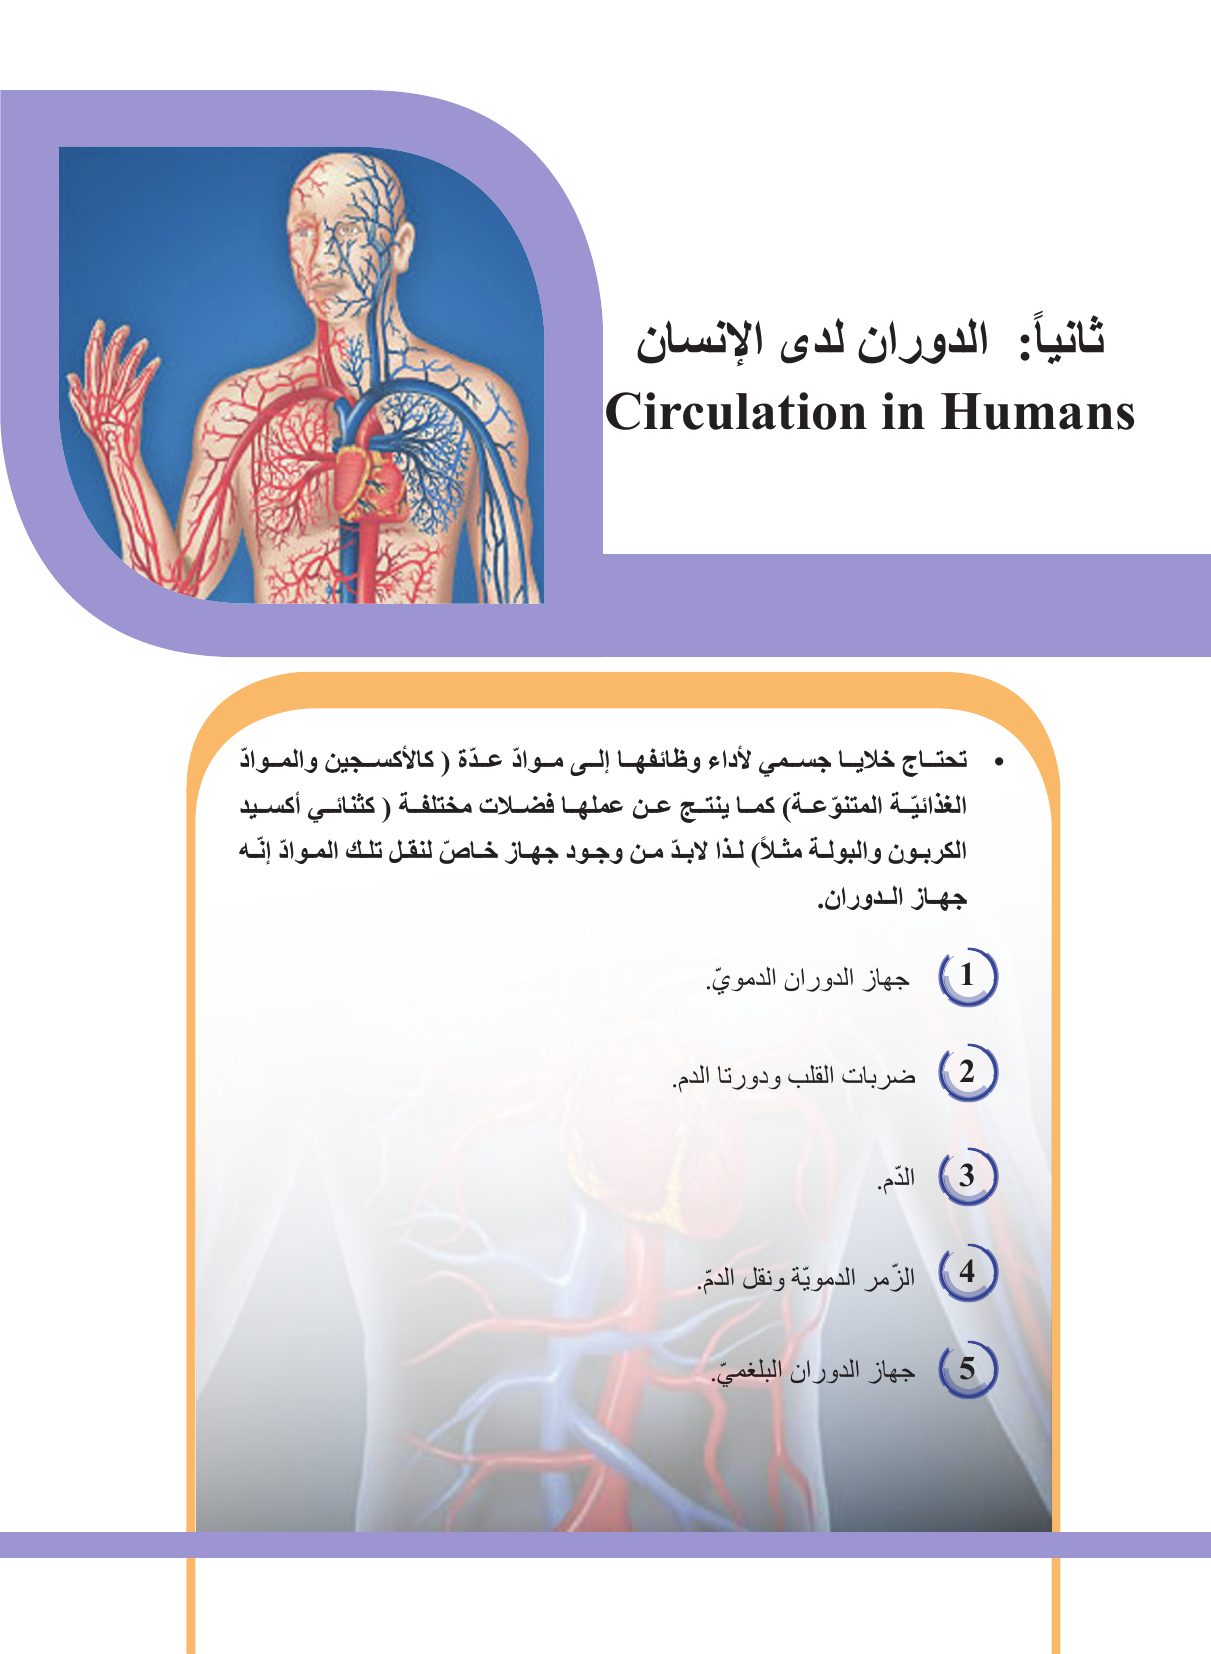 ثانياً: الدوران لدى الإنسان
Circulation in Humans
• تحتاج خلايا جسمي لأداء وظائفها إلى موادّ عدّة ( كالأكسجين والموادّ
الغذائيّة المتنوّعة) كما ينتج عن عملها فضلات مختلفة ( كثنائي أكسيد
الكربون والبولة مثلاً) لذا لابدّ من وجود جهاز خاصّ لنقل تلك الموادّ إنّه
جهاز الدوران.
1 جهاز الدوران الدمويّ.
2 ضربات القلب ودورتا الدم.
3 الدّم.
4 الزّمر الدمويّة ونقل الدمّ.
5 جهاز الدوران البلغميّ.